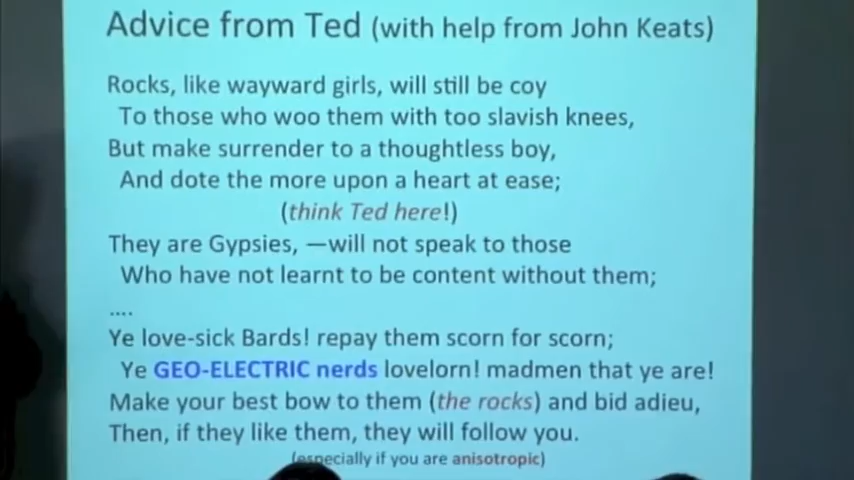 Advice from Ted (with help from John Keats)
Rocks, like wayward girls, will still be coy
To those who woo them with too slavish knees,
But make surrender to a thoughtless boy,
And dote the more upon a heart at ease;
(think Ted here!)
They are Gypsies, —will not speak to those
Who have not learnt to be content without them;
....
Ye love-sick Bards! repay them scorn for scorn;
Ye GEO-ELECTRIC nerds lovelorn! madmen that ye are!
Make your best bow to them (the rocks) and bid adieu,
Then, if they like them, they will follow you.
(especially if you are anisotropic)